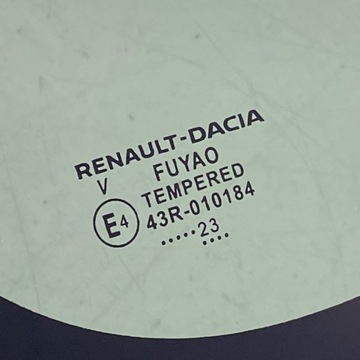 RENAULT-DACIA
V FUYAO
TEMPERED
E4 43R-010184
.....23....